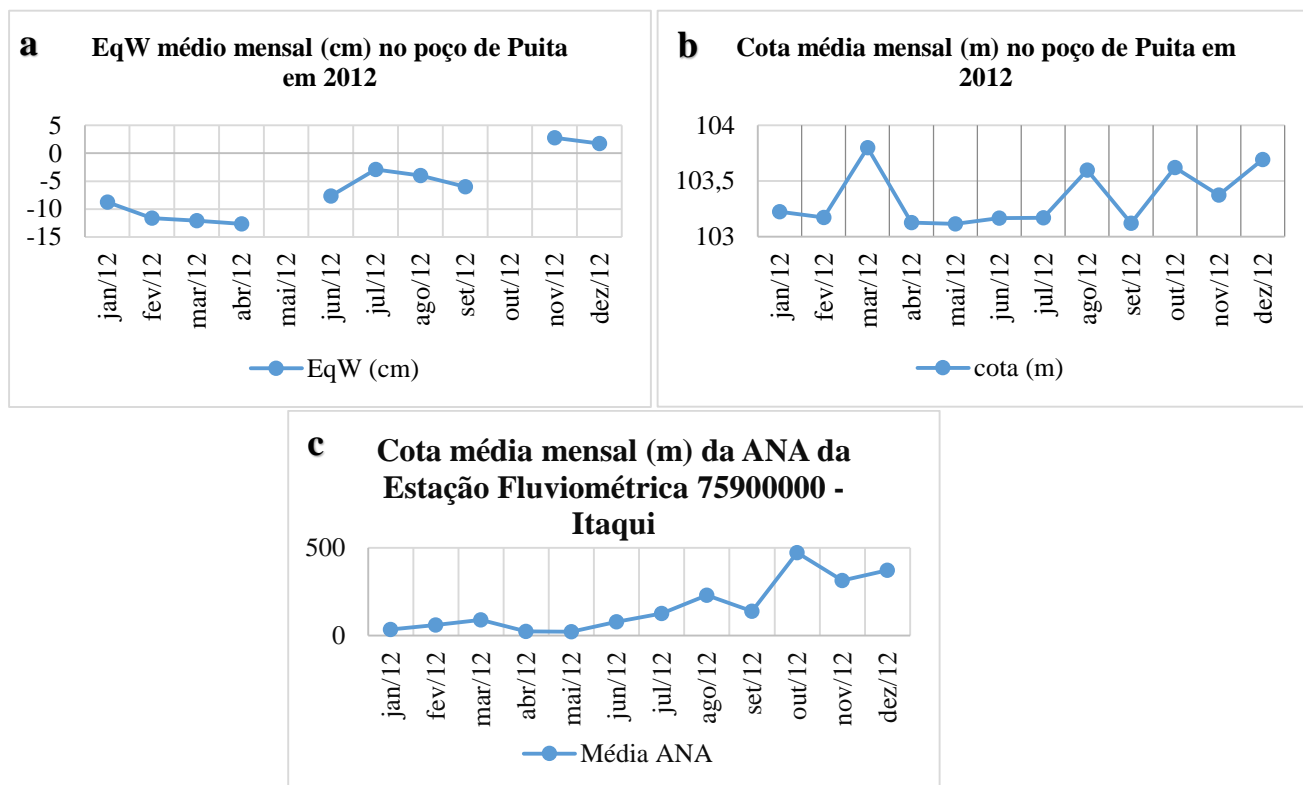 a
EqW médio mensal (cm) no poço de Puita
em 2012
5
0
-5
-10
-15
jan/12
fev/12
mar/12
abr/12
mai/12
jun/12
jul/12
ago/12
set/12
out/12
nov/12
dez/12
EqW (cm)
b
Cota média mensal (m) no poço de Puita em
2012
104
103,5
103
jan/12
fev/12
mar/12
abr/12
mai/12
jun/12
jul/12
ago/12
set/12
out/12
nov/12
dez/12
cota (m)
c
Cota média mensal (m) da ANA da
Estação Fluviométrica 75900000 -
Itaqui
500
0
jan/12
fev/12
mar/12
abr/12
mai/12
jun/12
jul/12
ago/12
set/12
out/12
nov/12
dez/12
Média ANA